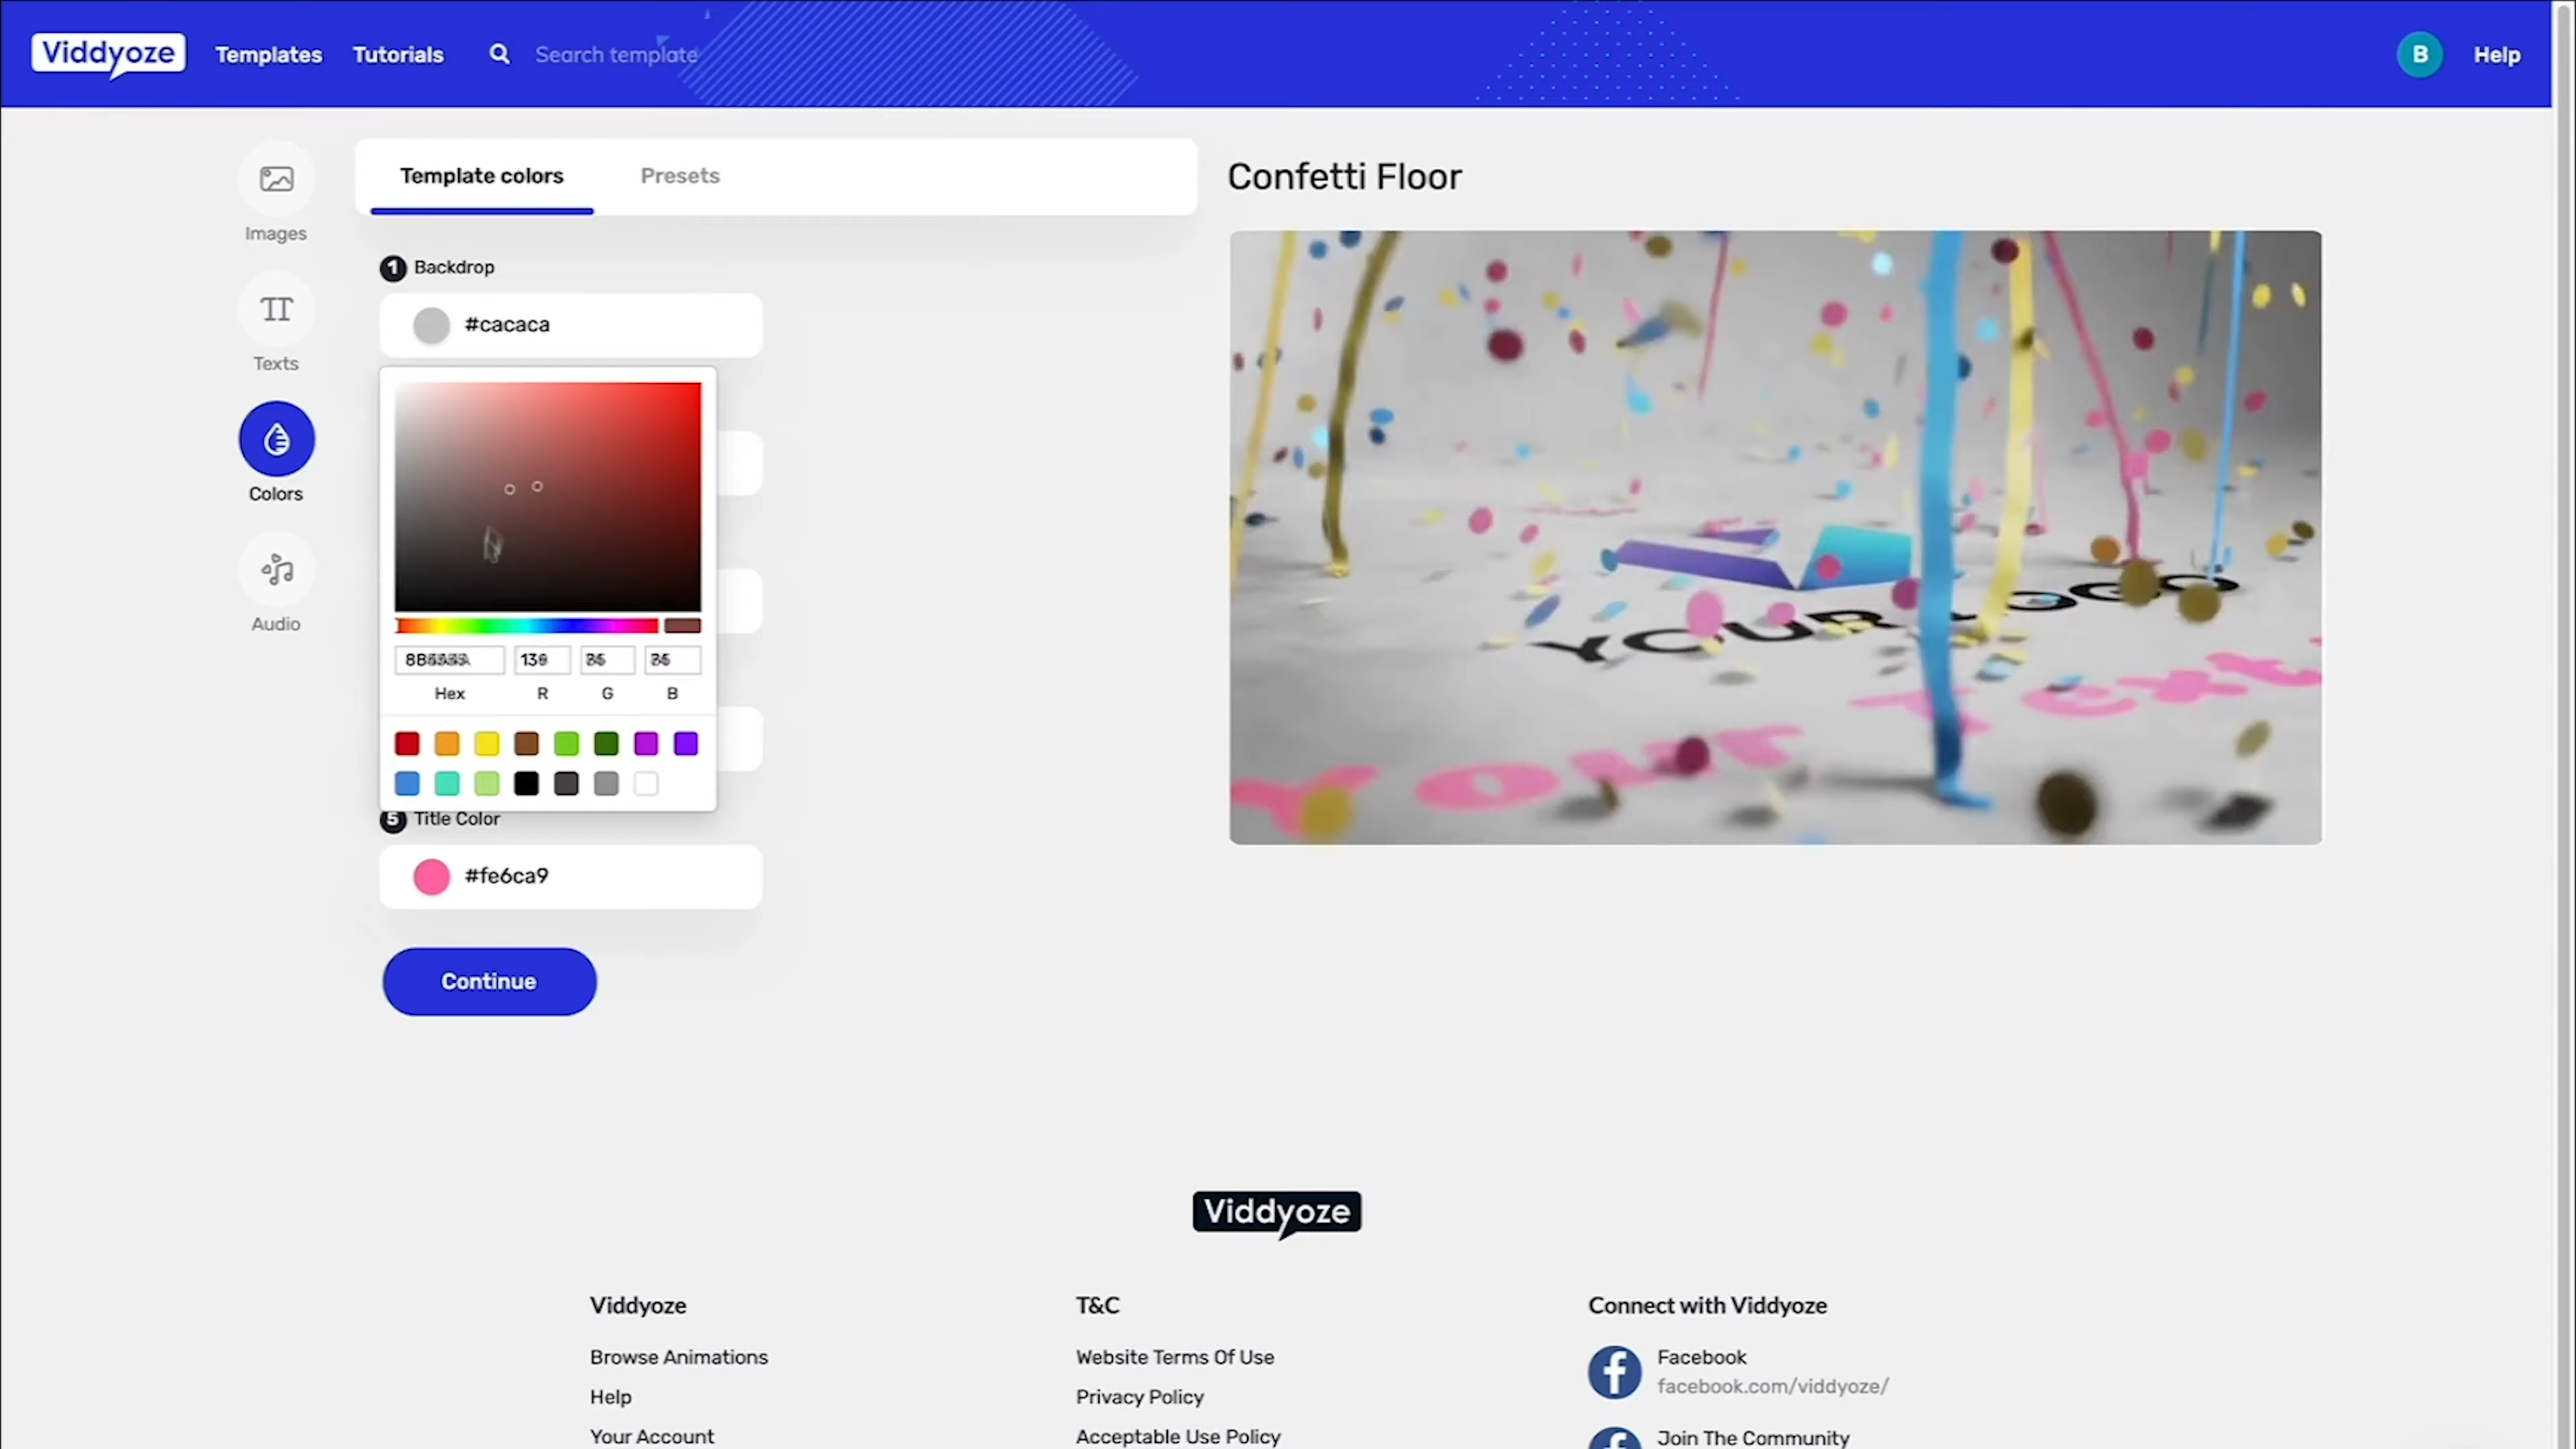 Viddyoze Templates Tutorials Search template B Help
Images
Texts
Colors
Audio
Template colors Presets
1 Backdrop
#cacaca
Hex R G B
5 Title Color
#fe6ca9
Continue
Confetti Floor
YOUR LOGO
Your Text
Viddyoze
Viddyoze
Browse Animations
Help
Your Account
T&C
Website Terms Of Use
Privacy Policy
Acceptable Use Policy
Connect with Viddyoze
Facebook
facebook.com/viddyoze/
Join The Community